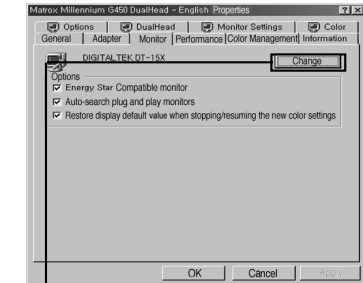 Matrox Millennium G450 DualHead - English Properties
Options DualHead Monitor Settings Color
General Adapter Monitor Performance Color Management Information
DIGITALTEK DT-15X
Change
Options
Energy Star Compatible monitor
Auto-search plug and play monitors
Restore display default value when stopping/resuming the new color settings
OK Cancel Apply